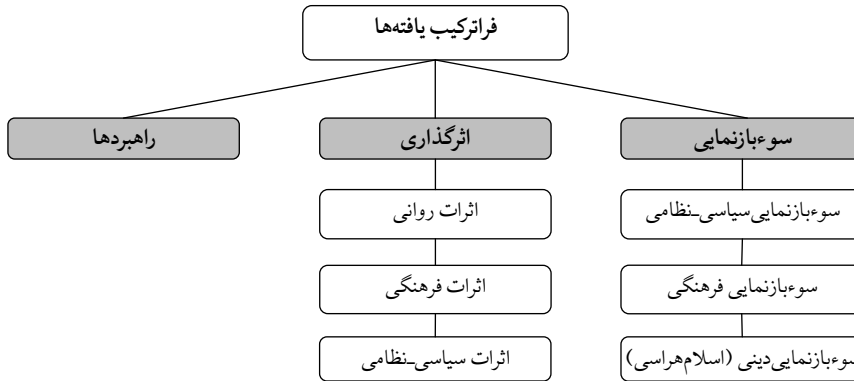 فراترکیب یافته‌ها
سوءبازنمایی
اثرگذاری
راهبردها
سوءبازنمایی سیاسی‌ـ‌نظامی
اثرات روانی
سوءبازنمایی فرهنگی
اثرات فرهنگی
سوءبازنمایی دینی (اسلام‌هراسی)
اثرات سیاسی‌ـ‌نظامی